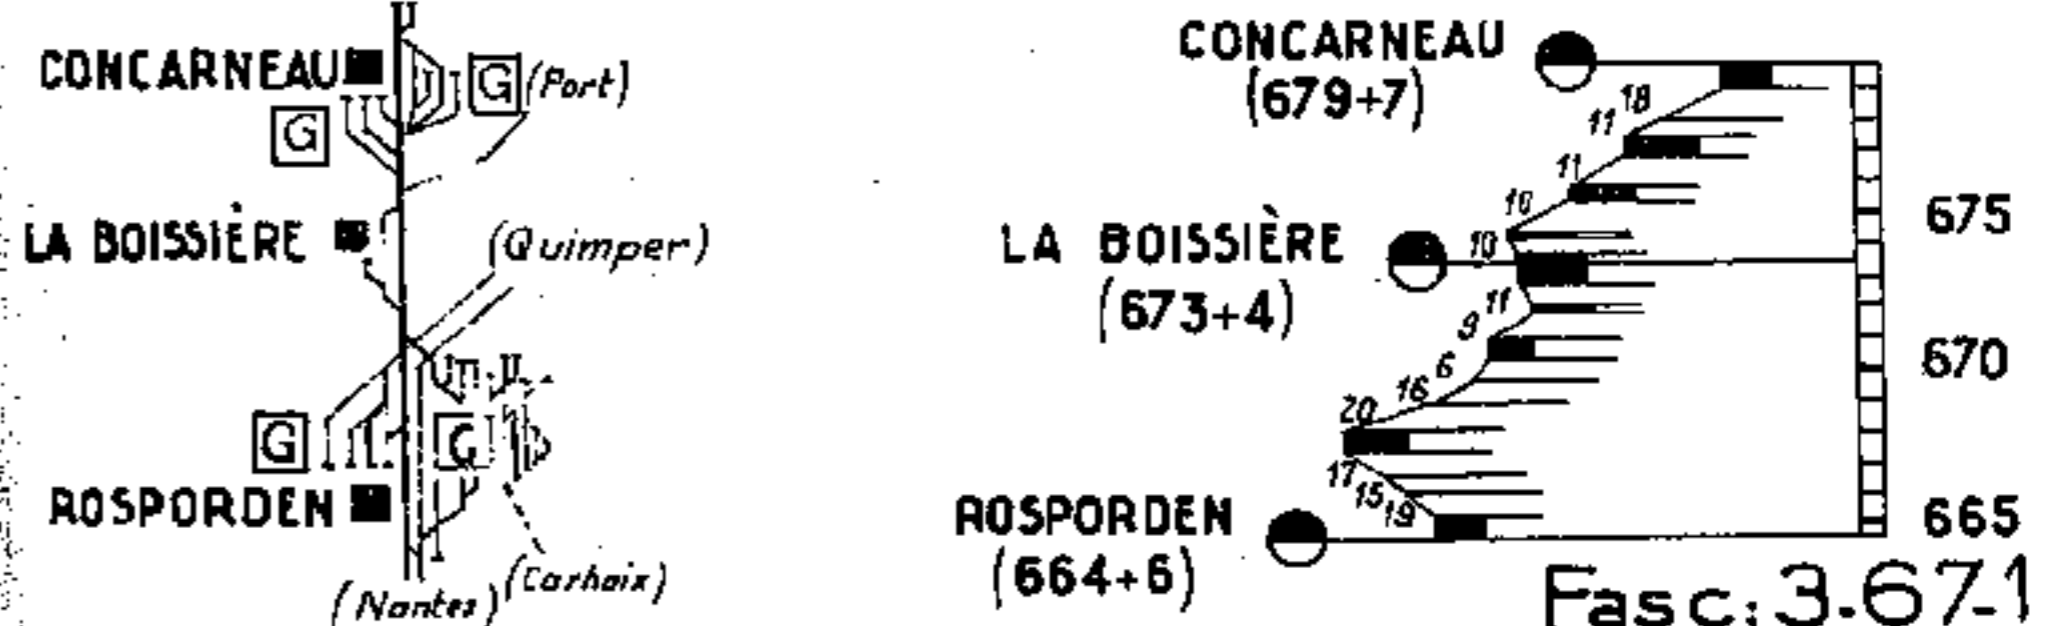 CONCARNEAU
G (Port)
G
LA BOISSIÈRE
(Quimper)
G
G
ROSPORDEN
(Nantes)
(Carhaix)
CONCARNEAU
(679+7)
18
11
11
10
675
LA BOISSIÈRE
10
(673+4)
11
9
670
6
16
20
17
15
19
ROSPORDEN
665
(664+6)
Fasc: 3.67-1